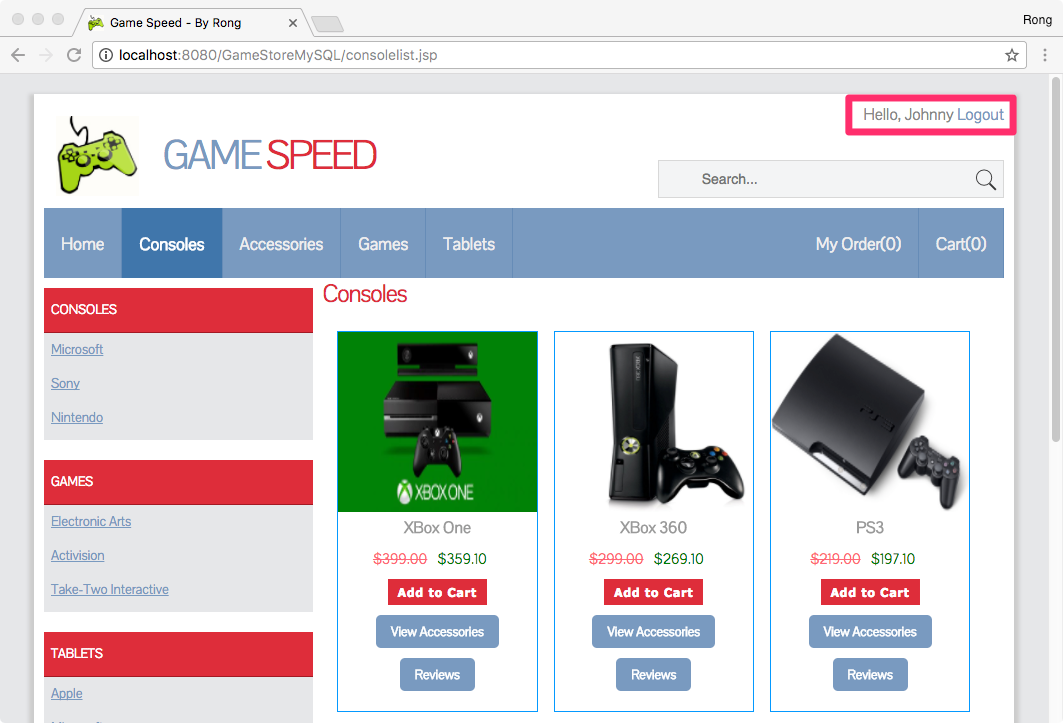 Game Speed - By Rong
Rong
localhost:8080/GameStoreMySQL/consolelist.jsp
Hello, Johnny Logout
GAME SPEED
Search...
Home Consoles Accessories Games Tablets My Order(0) Cart(0)
CONSOLES
Microsoft
Sony
Nintendo
GAMES
Electronic Arts
Activision
Take-Two Interactive
TABLETS
Apple
Consoles
XBOX ONE
XBox One
$399.00 $359.10
Add to Cart
View Accessories
Reviews
XBox 360
$299.00 $269.10
Add to Cart
View Accessories
Reviews
PS3
$219.00 $197.10
Add to Cart
View Accessories
Reviews